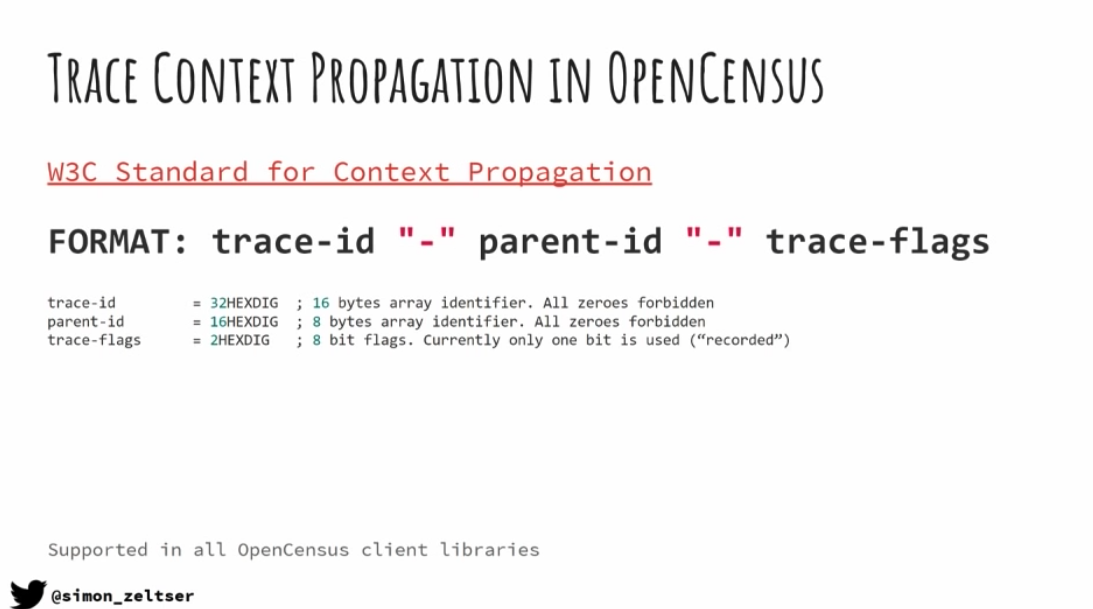 TRACE CONTEXT PROPAGATION IN OPENCENSUS
W3C Standard for Context Propagation
FORMAT: trace-id "-" parent-id "-" trace-flags
trace-id = 32HEXDIG ; 16 bytes array identifier. All zeroes forbidden
parent-id = 16HEXDIG ; 8 bytes array identifier. All zeroes forbidden
trace-flags = 2HEXDIG ; 8 bit flags. Currently only one bit is used (“recorded”)
Supported in all OpenCensus client libraries
@simon_zeltser